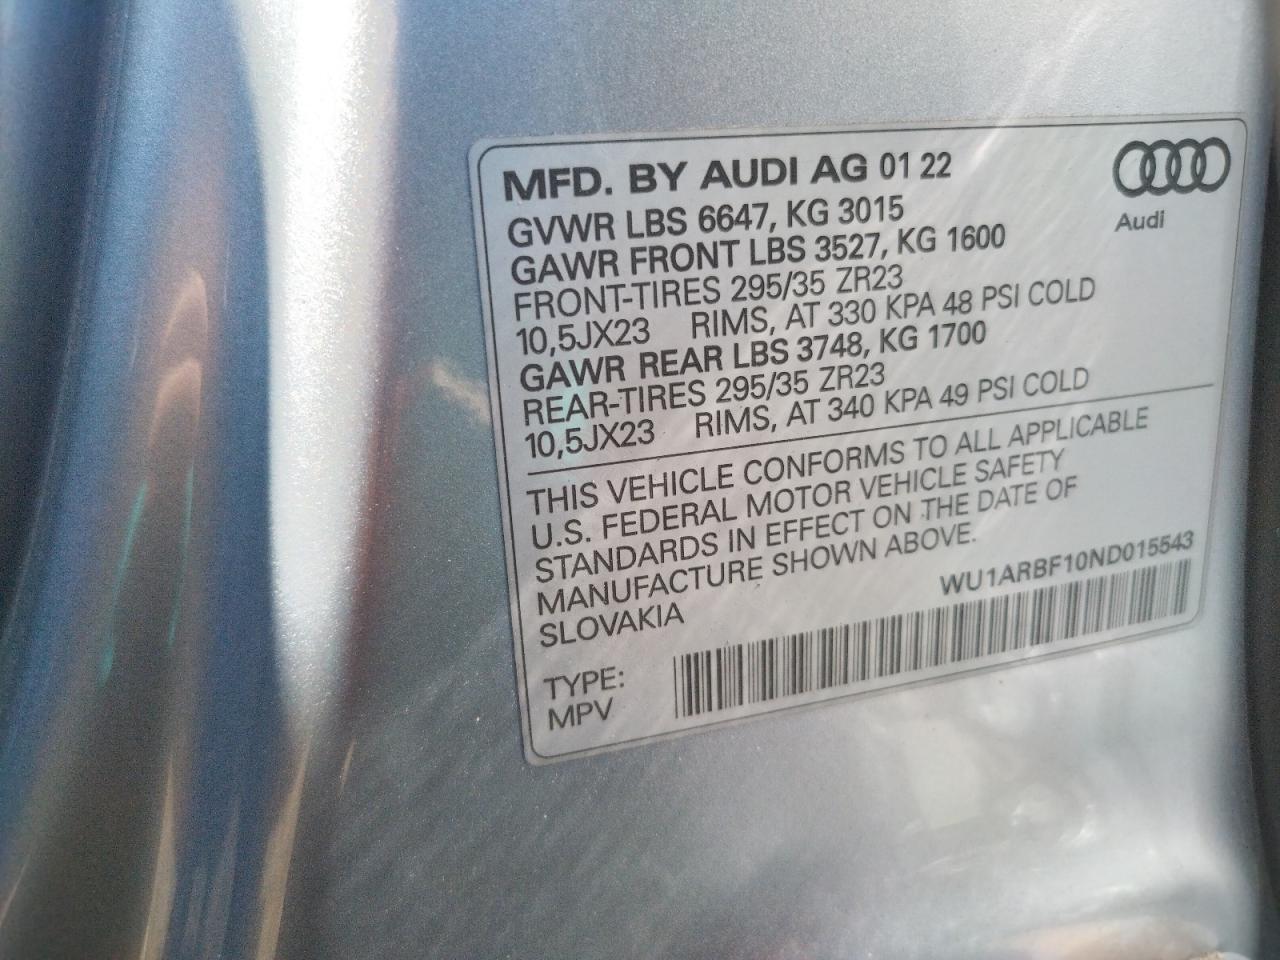 MFD. BY AUDI AG 01 22
Audi
GVWR LBS 6647, KG 3015
GAWR FRONT LBS 3527, KG 1600
FRONT-TIRES 295/35 ZR23
10,5JX23 RIMS, AT 330 KPA 48 PSI COLD
GAWR REAR LBS 3748, KG 1700
REAR-TIRES 295/35 ZR23
10,5JX23 RIMS, AT 340 KPA 49 PSI COLD
THIS VEHICLE CONFORMS TO ALL APPLICABLE
U.S. FEDERAL MOTOR VEHICLE SAFETY
STANDARDS IN EFFECT ON THE DATE OF
MANUFACTURE SHOWN ABOVE.
SLOVAKIA
WU1ARBF10ND015543
TYPE:
MPV